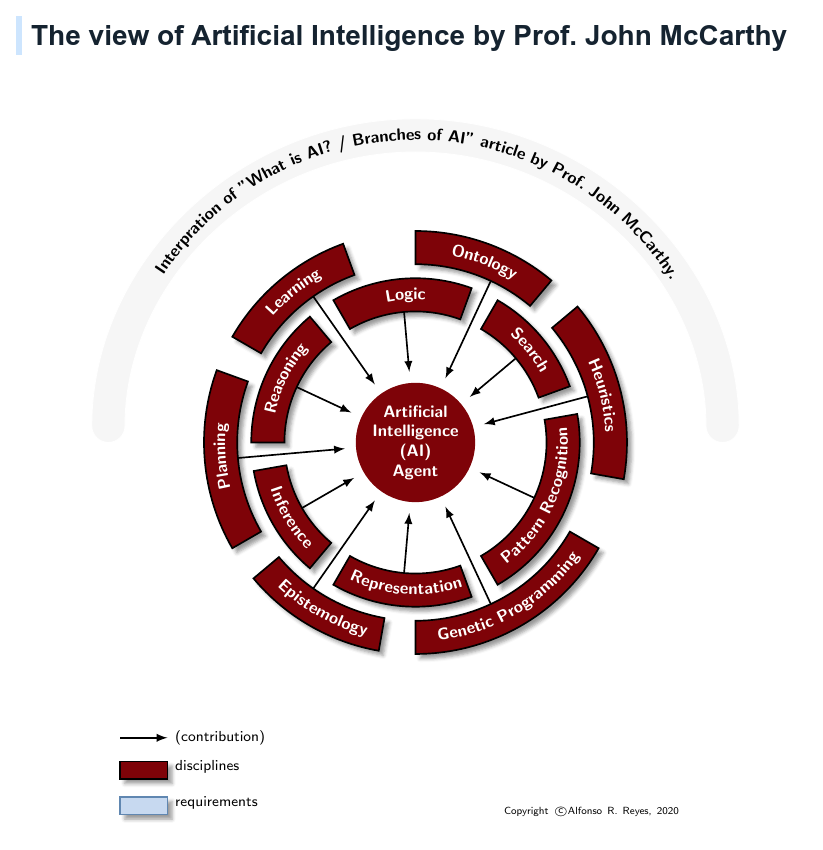 The view of Artificial Intelligence by Prof. John McCarthy
Interpration of "What is AI? / Branches of AI" article by Prof. John McCarthy.
Ontology
Learning
Logic
Search
Heuristics
Reasoning
Artificial
Intelligence
(AI)
Agent
Planning
Pattern Recognition
Inference
Representation
Epistemology
Genetic Programming
(contribution)
disciplines
requirements
Copyright ©Alfonso R. Reyes, 2020